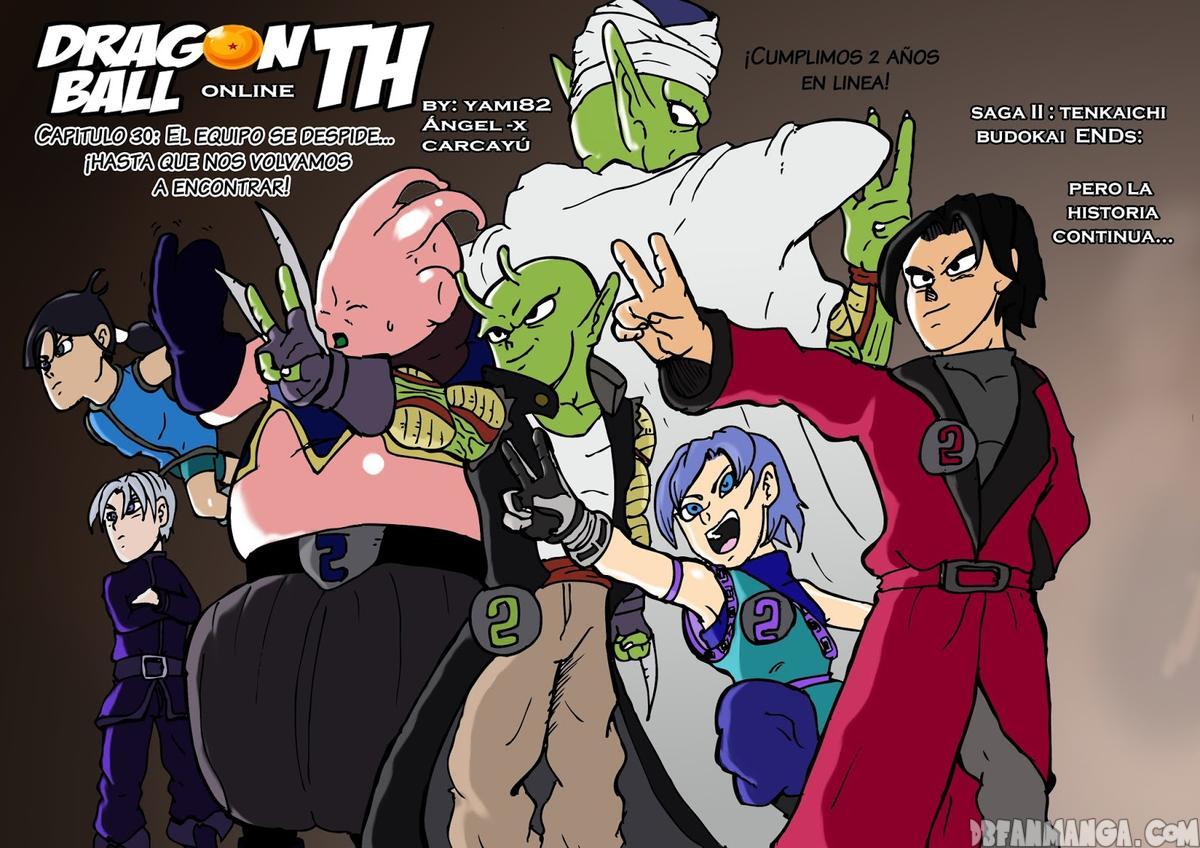 DRAGON
BALL ONLINE TH
CAPITULO 30: EL EQUIPO SE DESPIDE...
¡HASTA QUE NOS VOLVAMOS
A ENCONTRAR!
BY: YAMI82
ÁNGEL-X
CARCAYÚ
¡CUMPLIMOS 2 AÑOS
EN LINEA!
SAGA II : TENKAICHI
BUDOKAI ENDs:
PERO LA
HISTORIA
CONTINUA...
2
2
2
2
DBFANMANGA.COM